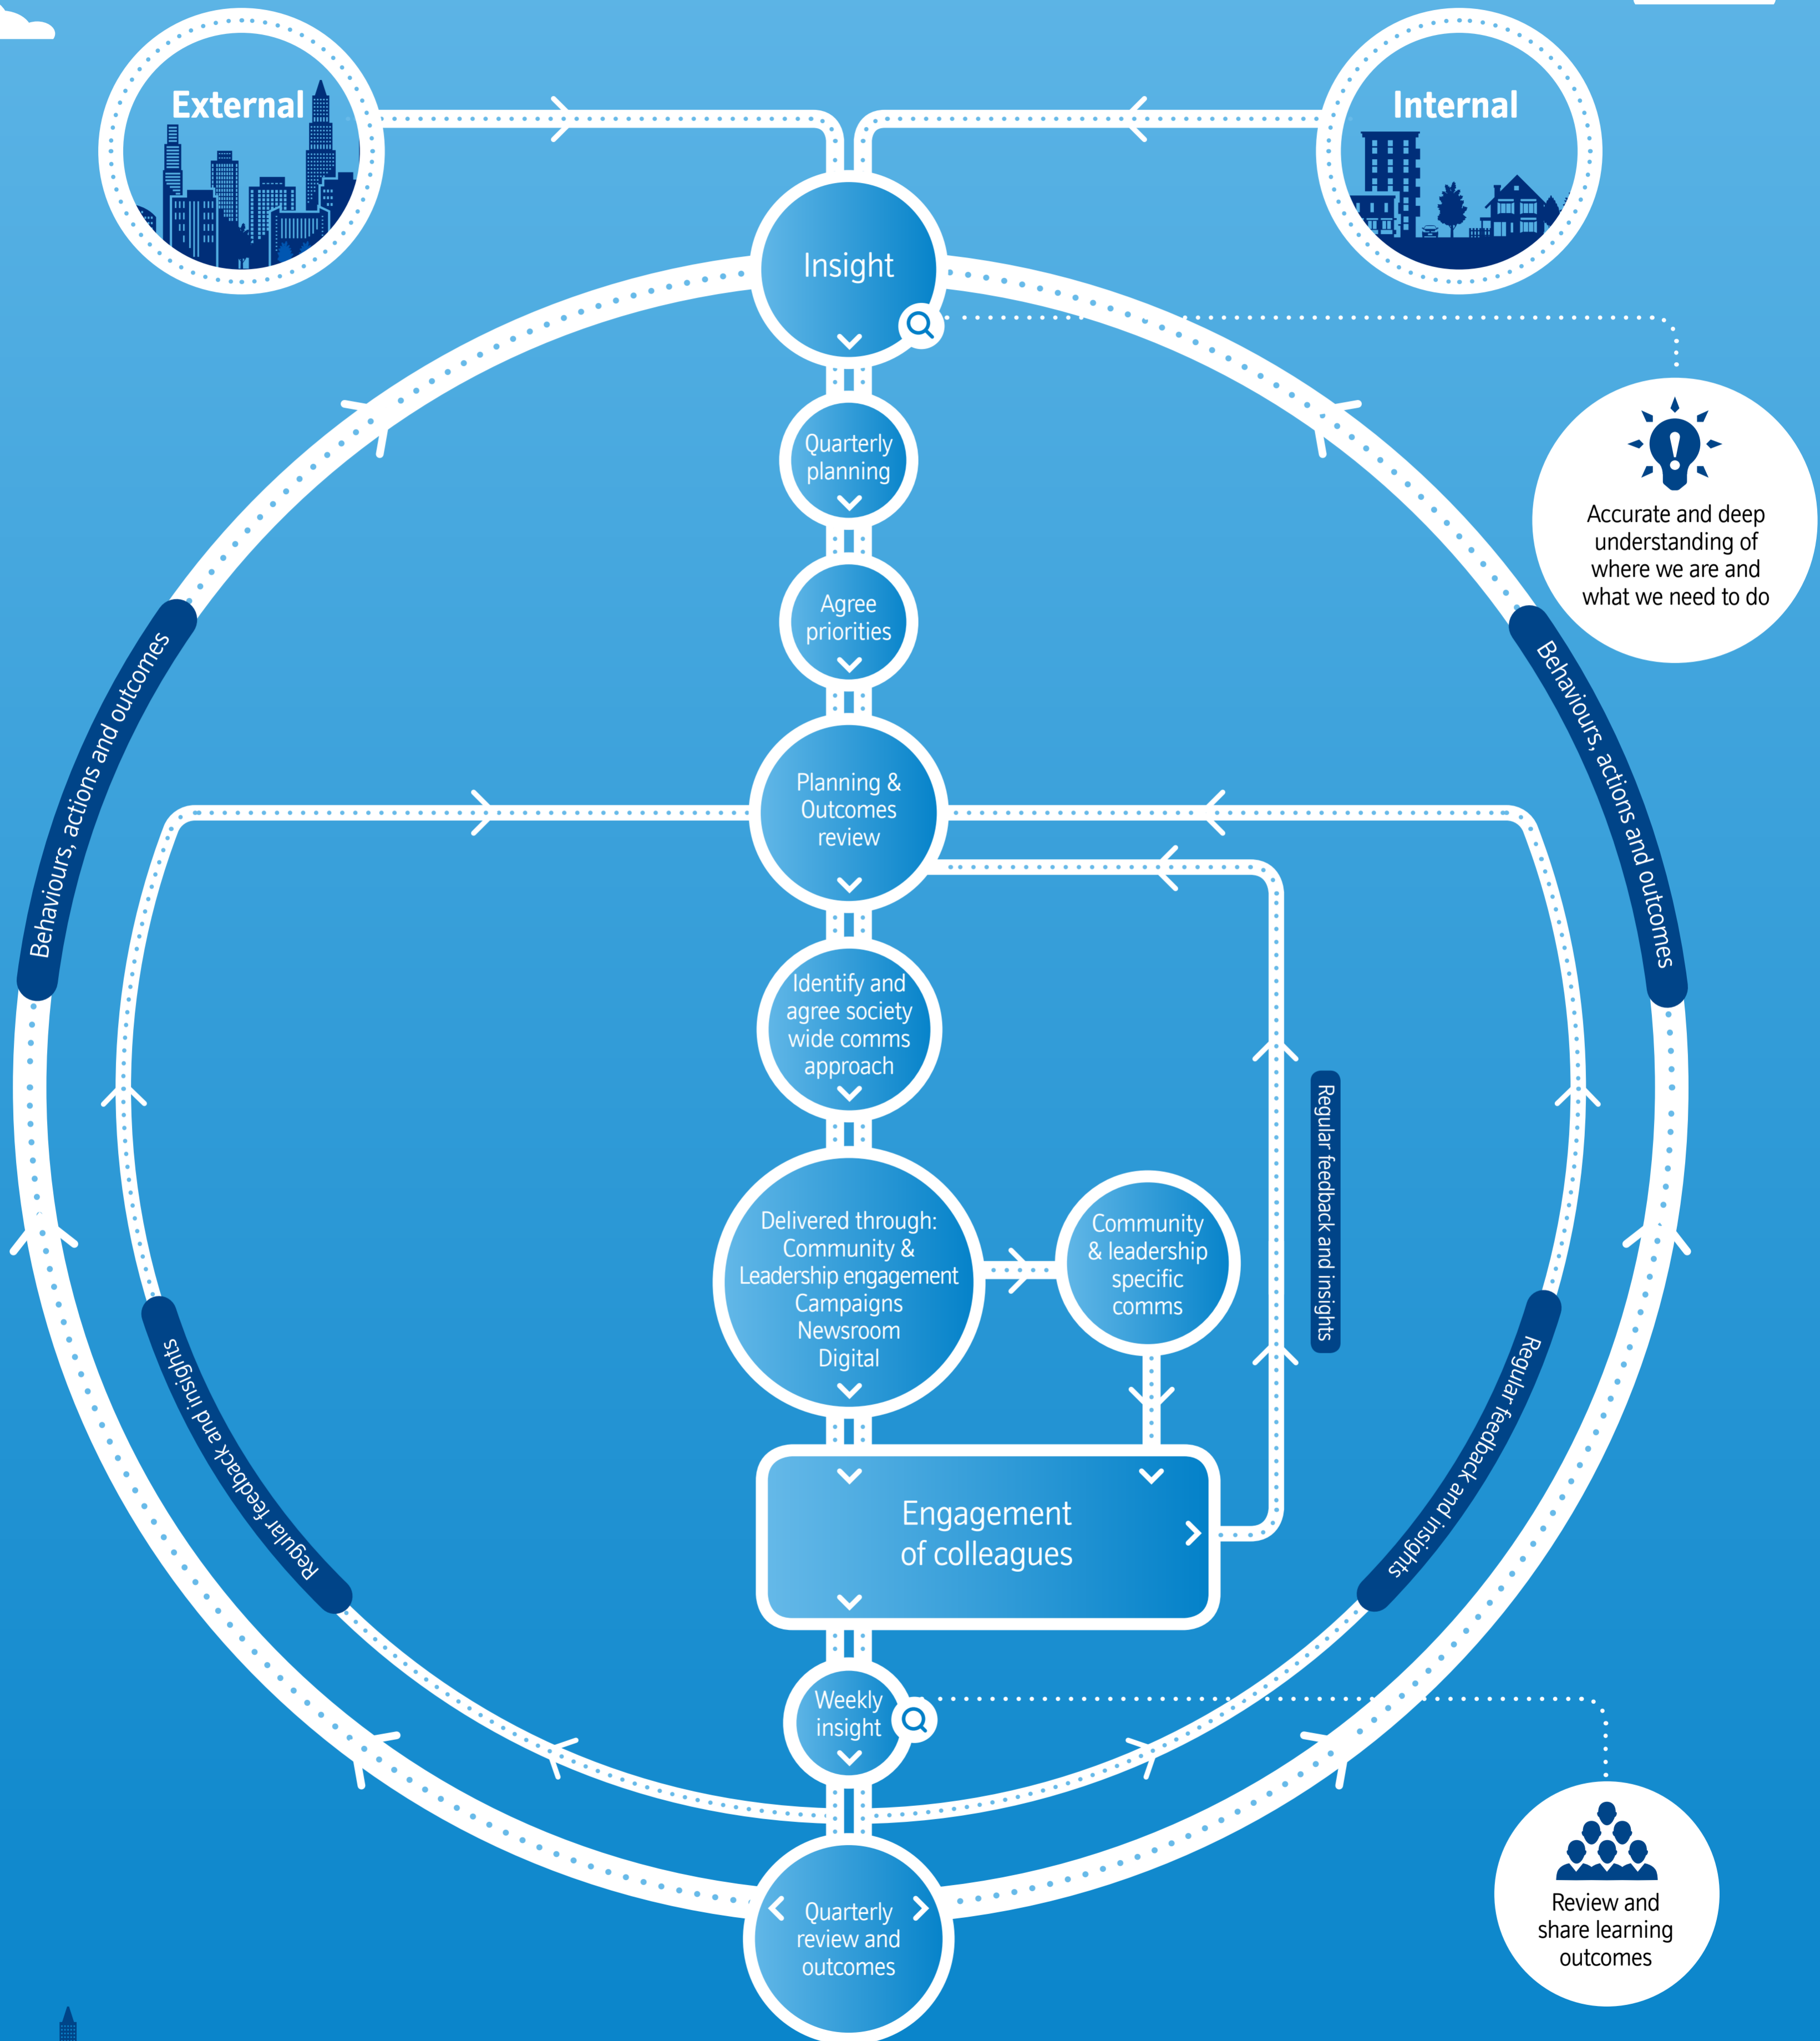 External
Internal
Insight
Quarterly
planning
Accurate and deep
understanding of
where we are and
what we need to do
Agree
priorities
Behaviours, actions and outcomes
Behaviours, actions and outcomes
Planning &
Outcomes
review
Identify and
agree society
wide comms
approach
Regular feedback and insights
Delivered through:
Community &
Leadership engagement
Campaigns
Newsroom
Digital
Community
& leadership
specific
comms
Regular feedback and insights
Regular feedback and insights
Engagement
of colleagues
Weekly
insight
Quarterly
review and
outcomes
Review and
share learning
outcomes